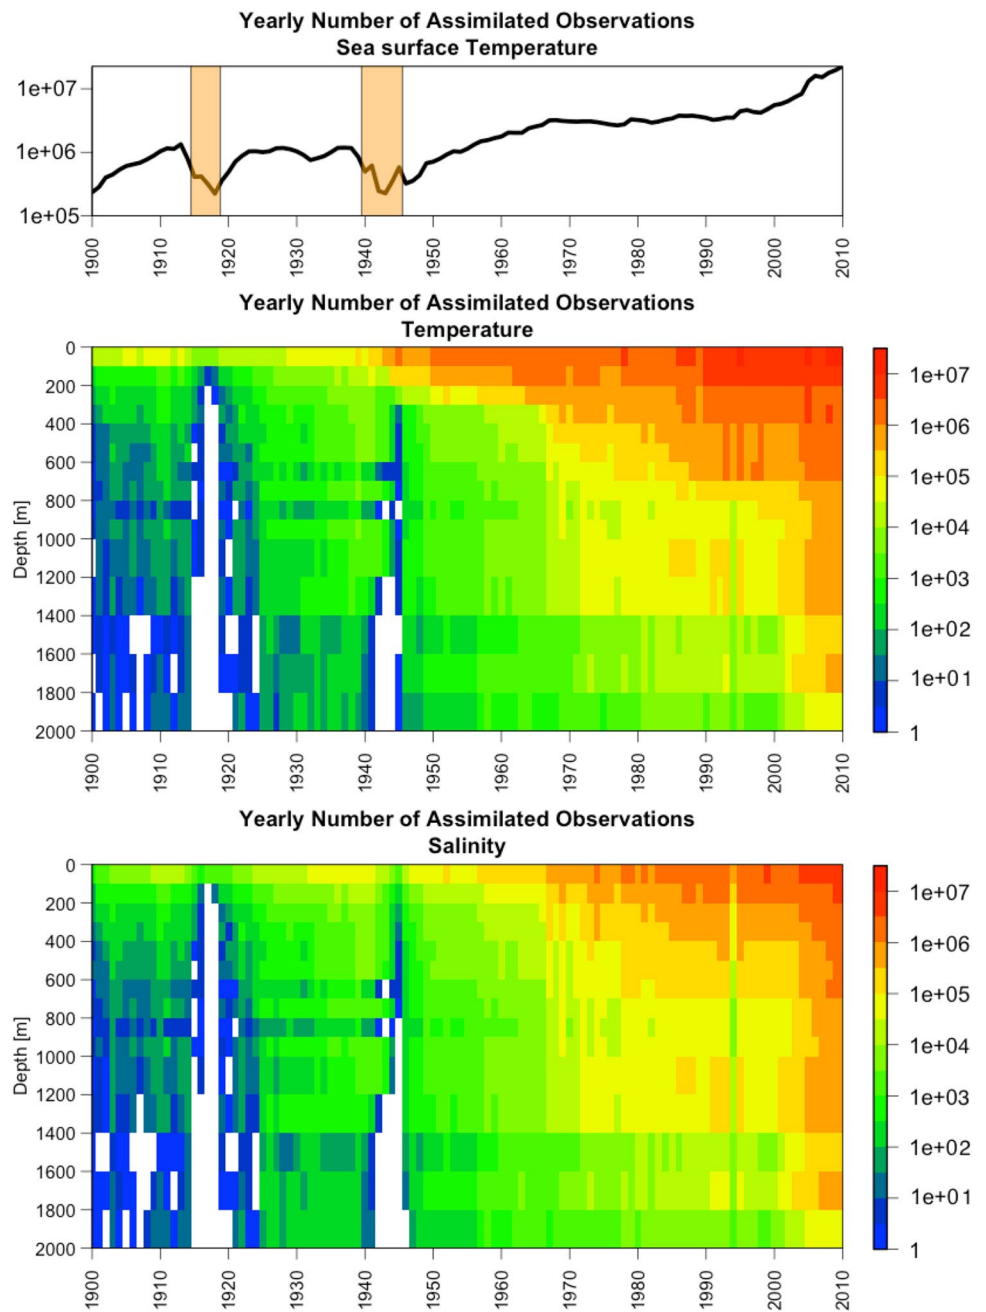 Yearly Number of Assimilated Observations
Sea surface Temperature
1e+07
1e+06
1e+05
1900 1910 1920 1930 1940 1950 1960 1970 1980 1990 2000 2010
Yearly Number of Assimilated Observations
Temperature
Depth [m]
0
200
400
600
800
1000
1200
1400
1600
1800
2000
1900 1910 1920 1930 1940 1950 1960 1970 1980 1990 2000 2010
1e+07
1e+06
1e+05
1e+04
1e+03
1e+02
1e+01
1
Yearly Number of Assimilated Observations
Salinity
Depth [m]
0
200
400
600
800
1000
1200
1400
1600
1800
2000
1900 1910 1920 1930 1940 1950 1960 1970 1980 1990 2000 2010
1e+07
1e+06
1e+05
1e+04
1e+03
1e+02
1e+01
1